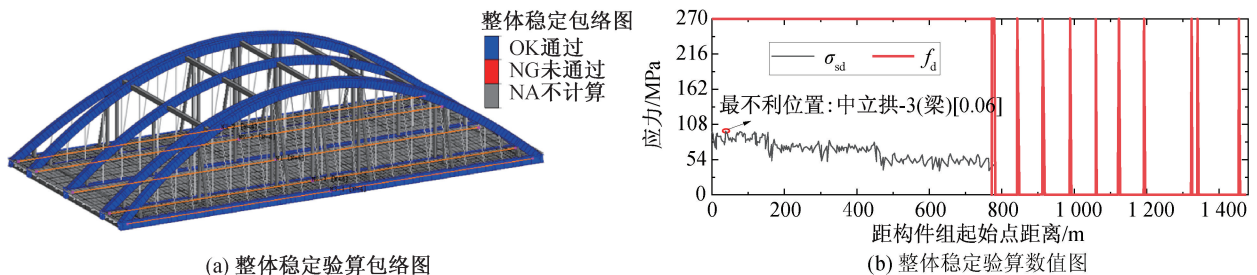 整体稳定包络图
OK通过
NG未通过
NA不计算
(a) 整体稳定验算包络图
应力/MPa
270
216
162
108
54
0
σsd
fd
最不利位置:中立拱-3(梁)[0.06]
0 200 400 600 800 1 000 1 200 1 400
距构件组起始点距离/m
(b) 整体稳定验算数值图